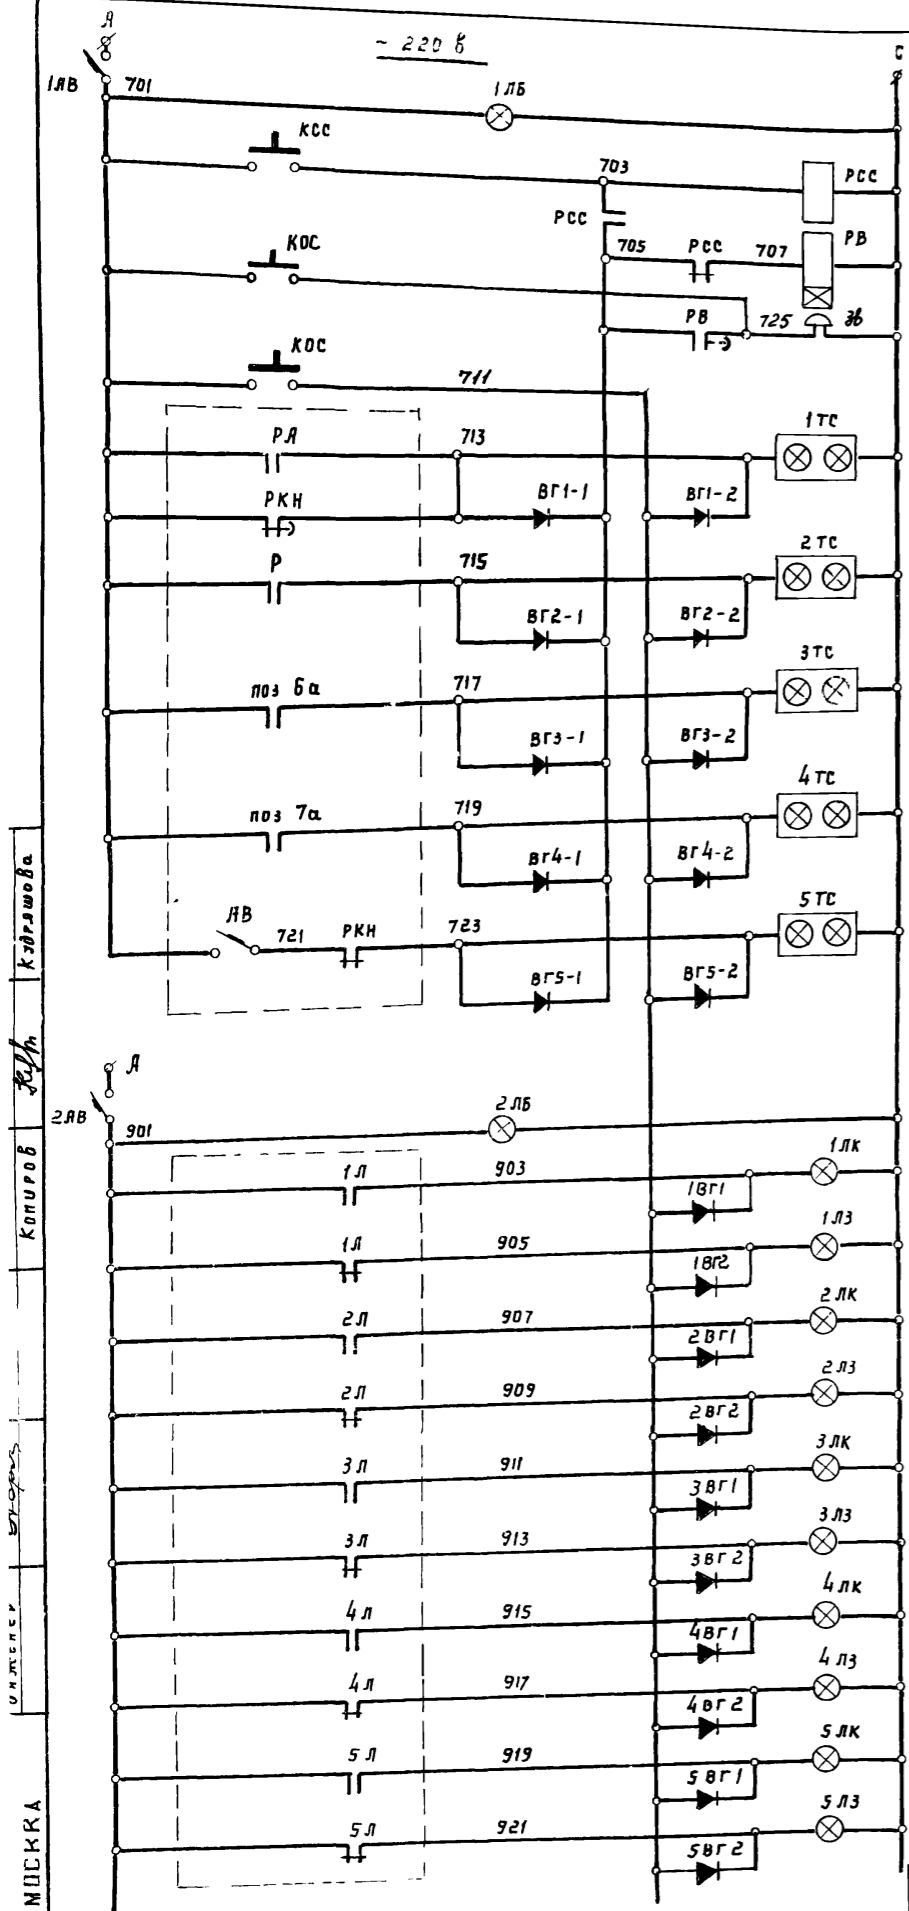 А
~ 220 в
С
1АВ
701
1ЛБ
КСС
703
РСС
РСС
КОС
705
РСС
707
РВ
РВ
725
Зв
КОС
711
РА
713
1ТС
ВГ1-1
ВГ1-2
РКН
Р
715
2ТС
ВГ2-1
ВГ2-2
поз 6а
717
3ТС
ВГ3-1
ВГ3-2
поз 7а
719
4ТС
ВГ4-1
ВГ4-2
АВ
721
РКН
723
5ТС
ВГ5-1
ВГ5-2
А
2АВ
901
2ЛБ
1Л
903
1ЛК
1ВГ1
1Л
905
1ЛЗ
1ВГ2
2Л
907
2ЛК
2ВГ1
2Л
909
2ЛЗ
2ВГ2
3Л
911
3ЛК
3ВГ1
3Л
913
3ЛЗ
3ВГ2
4Л
915
4ЛК
4ВГ1
4Л
917
4ЛЗ
4ВГ2
5Л
919
5ЛК
5ВГ1
5Л
921
5ЛЗ
5ВГ2
Копиров
МОСКВА